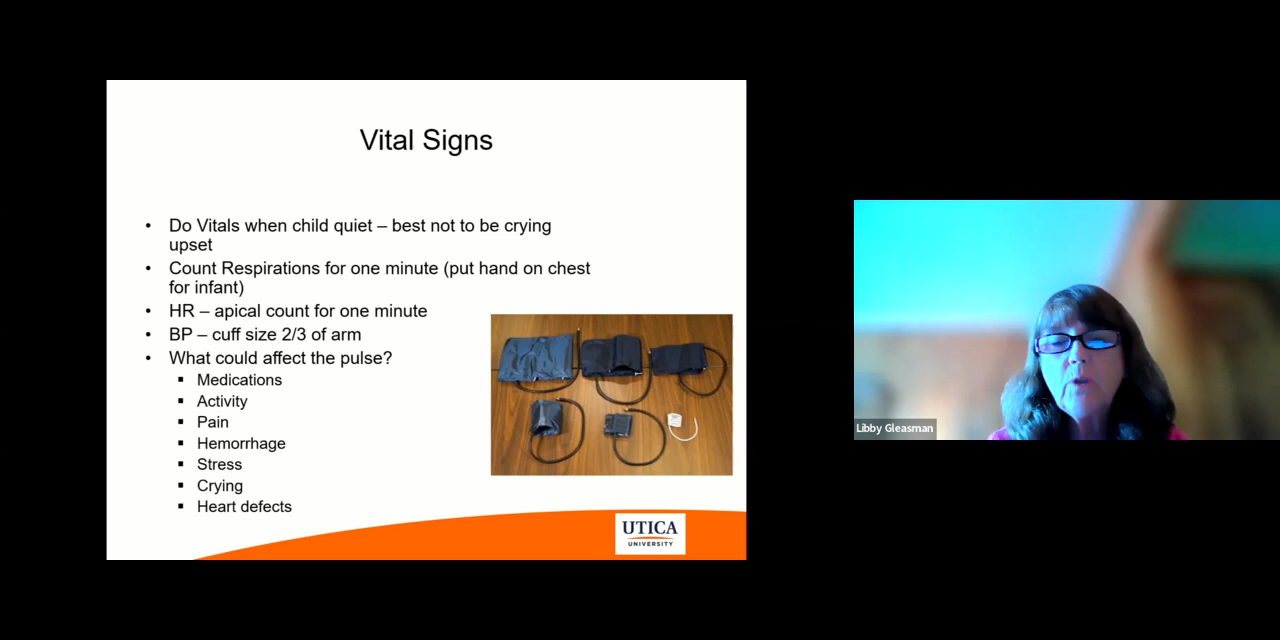 Vital Signs
• Do Vitals when child quiet – best not to be crying
upset
• Count Respirations for one minute (put hand on chest
for infant)
• HR – apical count for one minute
• BP – cuff size 2/3 of arm
• What could affect the pulse?
▪ Medications
▪ Activity
▪ Pain
▪ Hemorrhage
▪ Stress
▪ Crying
▪ Heart defects
UTICA
UNIVERSITY
Libby Gleasman